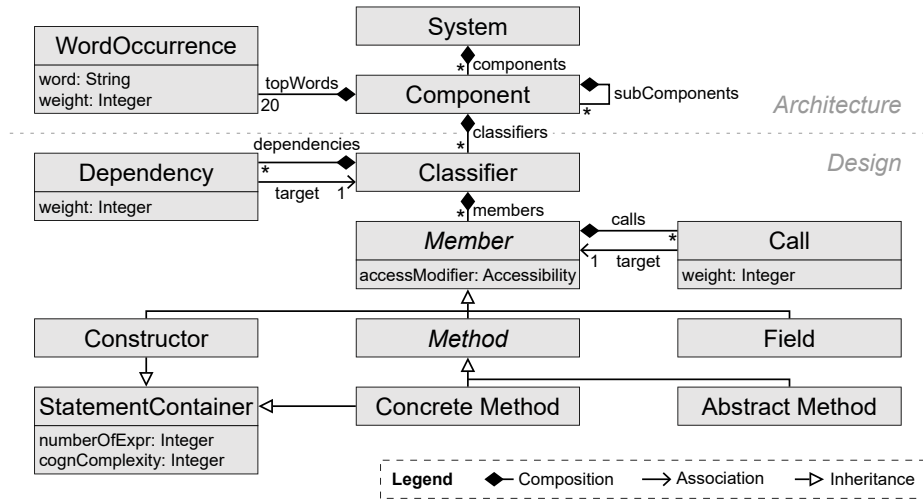 System
WordOccurrence
word: String
weight: Integer
topWords
20
* components
Component
subComponents
*
Architecture
classifiers
*
dependencies
*
Dependency
weight: Integer
target 1
Classifier
Design
* members
Member
accessModifier: Accessibility
calls
*
1 target
Call
weight: Integer
Constructor
Method
Field
StatementContainer
numberOfExpr: Integer
cognComplexity: Integer
Concrete Method
Abstract Method
Legend Composition Association Inheritance